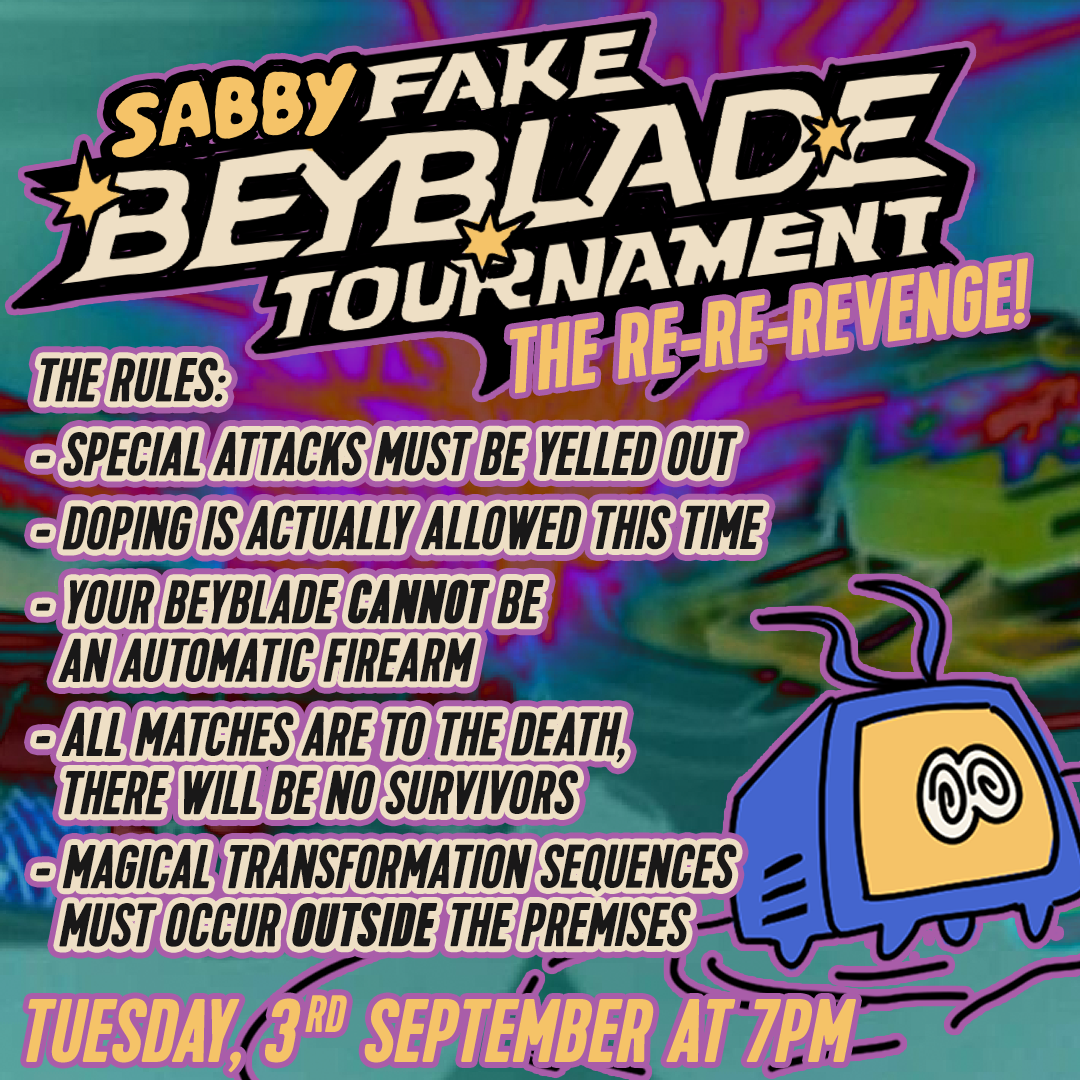 SABBY FAKE
BEYBLADE
TOURNAMENT
THE RE-RE-REVENGE!
THE RULES:
- SPECIAL ATTACKS MUST BE YELLED OUT
- DOPING IS ACTUALLY ALLOWED THIS TIME
- YOUR BEYBLADE CANNOT BE
AN AUTOMATIC FIREARM
- ALL MATCHES ARE TO THE DEATH,
THERE WILL BE NO SURVIVORS
- MAGICAL TRANSFORMATION SEQUENCES
MUST OCCUR OUTSIDE THE PREMISES
TUESDAY, 3RD SEPTEMBER AT 7PM